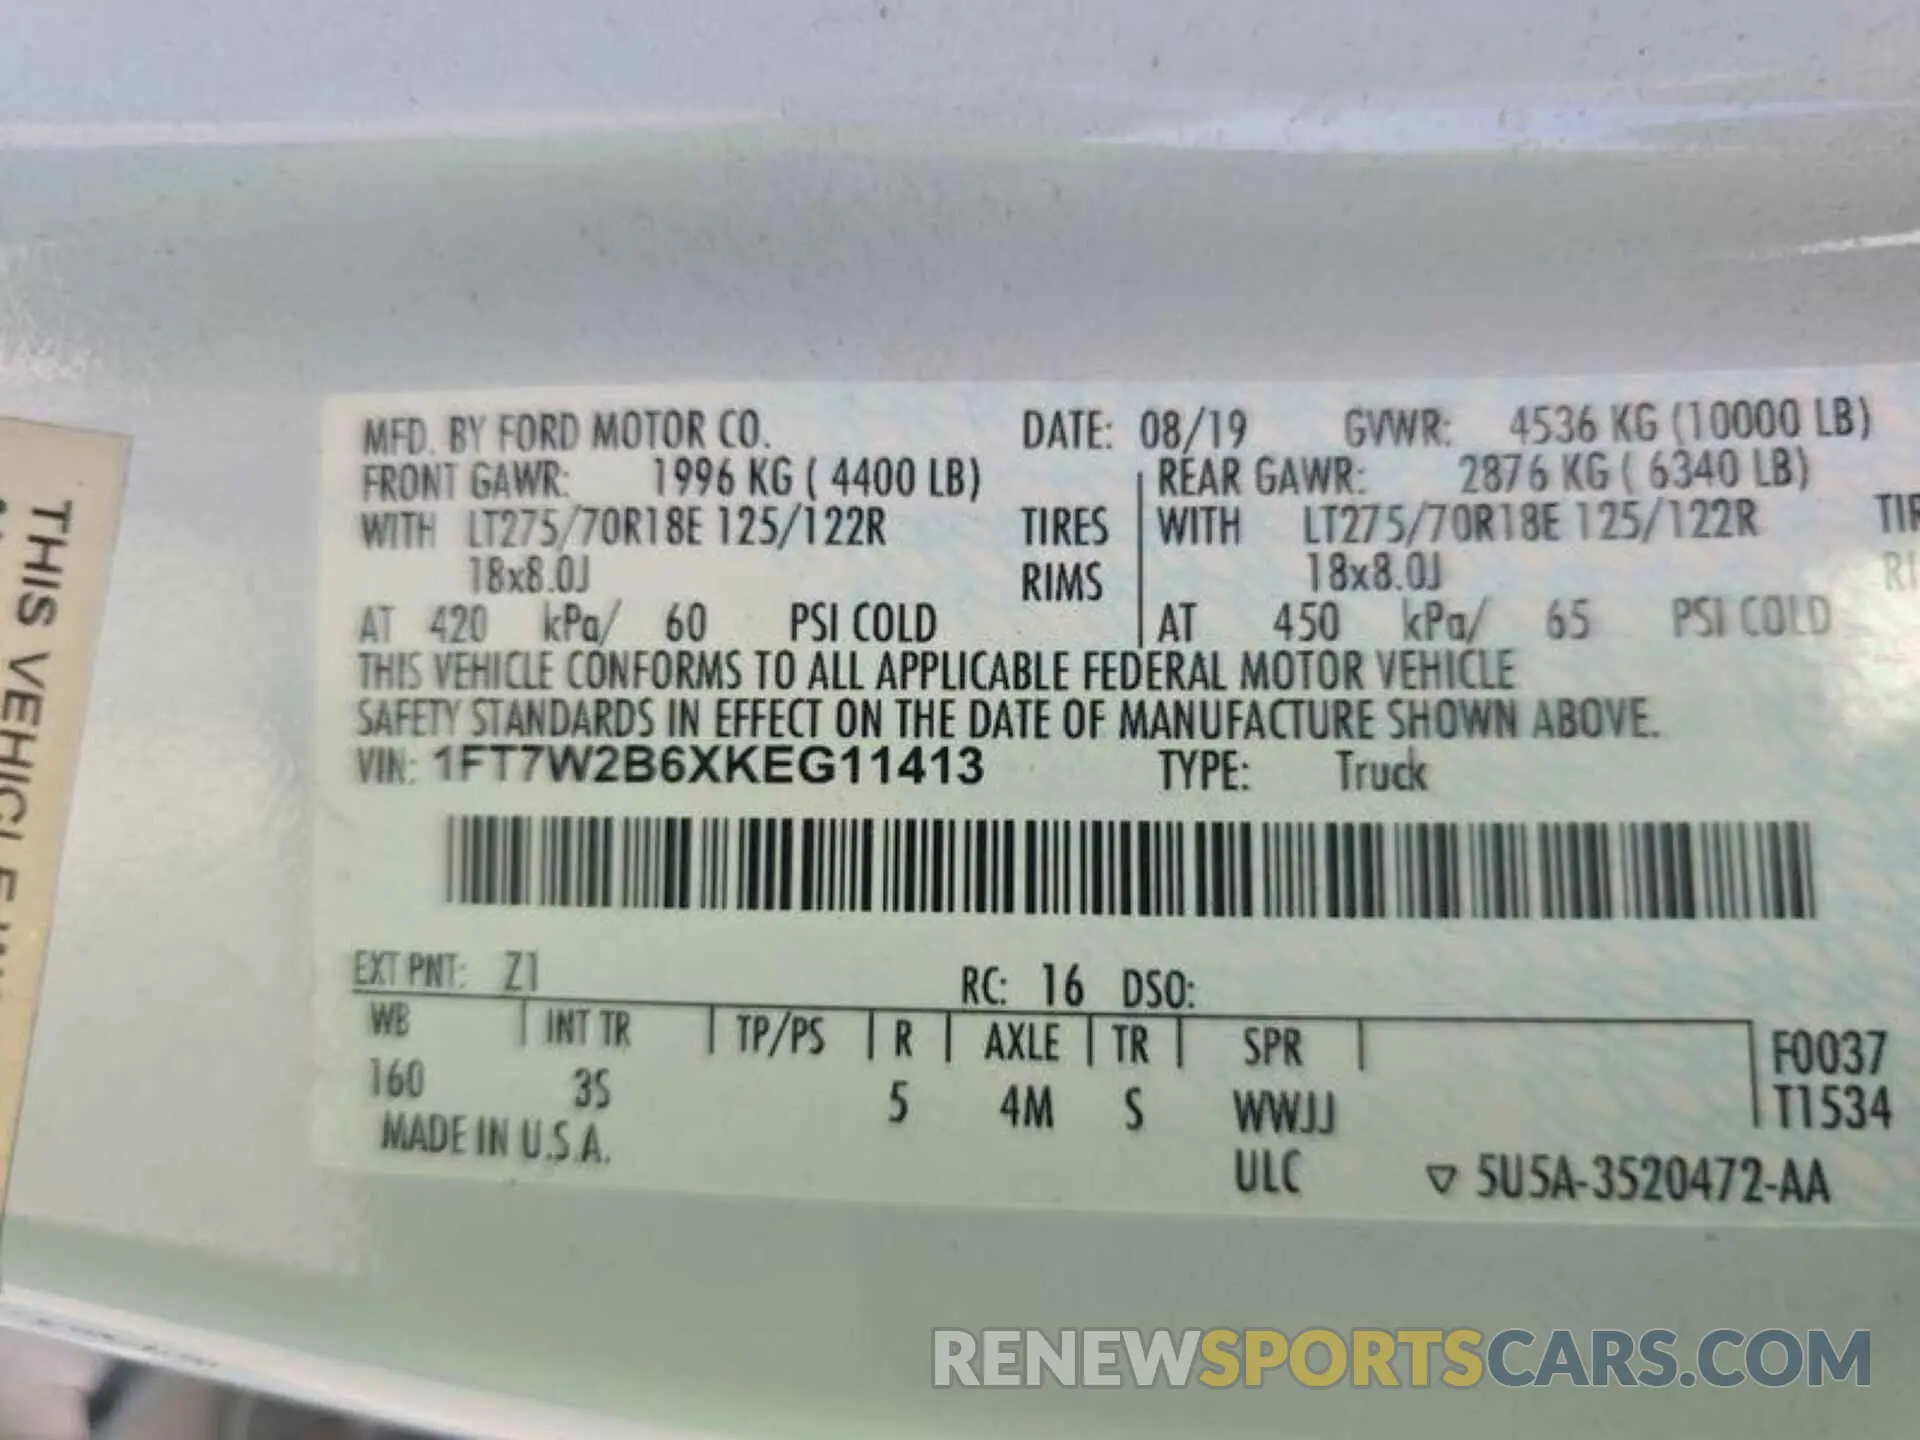 MFD. BY FORD MOTOR CO. DATE: 08/19 GVWR: 4536 KG (10000 LB)
FRONT GAWR: 1996 KG ( 4400 LB) REAR GAWR: 2876 KG ( 6340 LB)
WITH LT275/70R18E 125/122R TIRES WITH LT275/70R18E 125/122R TIR
18x8.0J RIMS 18x8.0J RI
AT 420 kPa/ 60 PSI COLD AT 450 kPa/ 65 PSI COLD
THIS VEHICLE CONFORMS TO ALL APPLICABLE FEDERAL MOTOR VEHICLE
SAFETY STANDARDS IN EFFECT ON THE DATE OF MANUFACTURE SHOWN ABOVE.
VIN: 1FT7W2B6XKEG11413 TYPE: Truck
EXT PNT: Z1 RC: 16 DSO:
WB INT TR TP/PS R AXLE TR SPR F0037
160 3S 5 4M S WWJJ T1534
MADE IN U.S.A. ULC ▽ 5U5A-3520472-AA
THIS VEHICLE
RENEWSPORTSCARS.COM